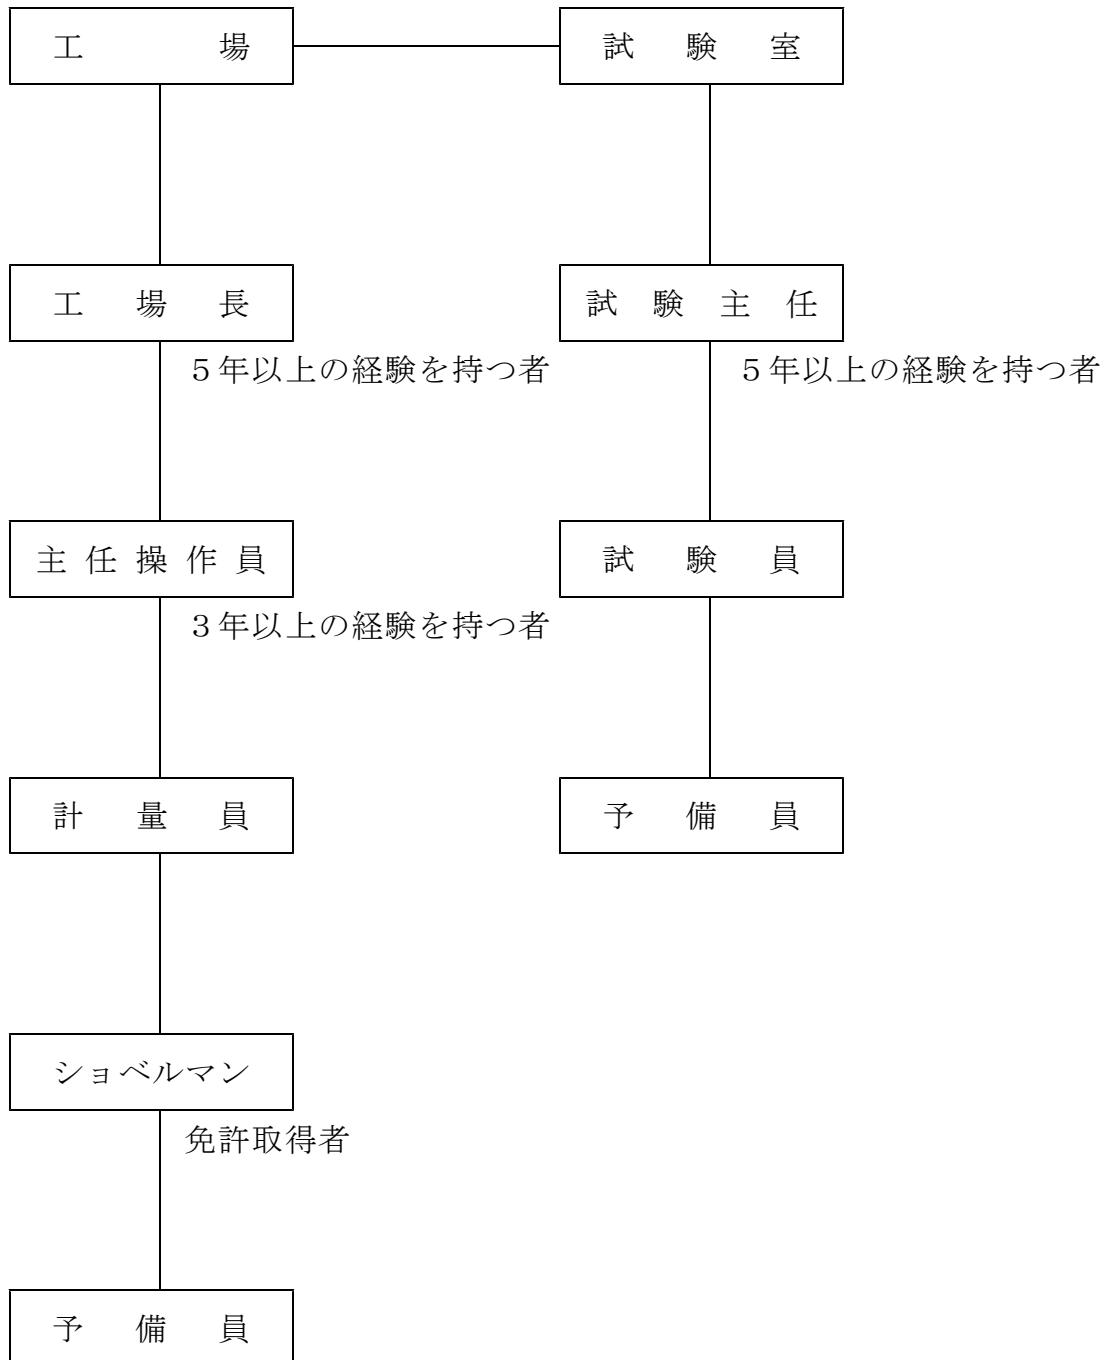 工場
試験室
工場長
試験主任
５年以上の経験を持つ者
５年以上の経験を持つ者
主任操作員
試験員
３年以上の経験を持つ者
計量員
予備員
ショベルマン
免許取得者
予備員